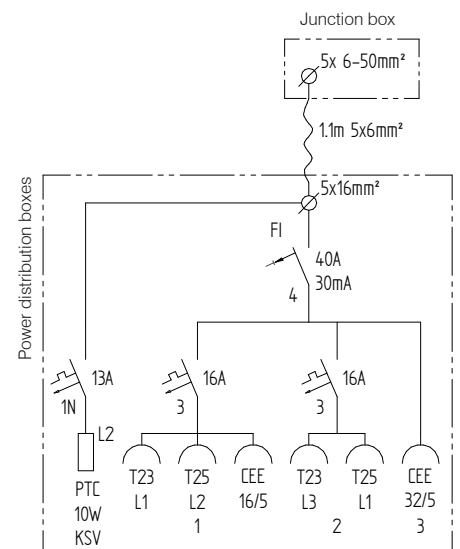 Junction box
5x 6-50mm²
1.1m 5x6mm²
Power distribution boxes
5x16mm²
FI
40A
30mA
4
13A
1N
16A
3
16A
3
L2
PTC
10W
KSV
T23
L1
T25
L2
CEE
16/5
1
T23
L3
T25
L1
2
CEE
32/5
3